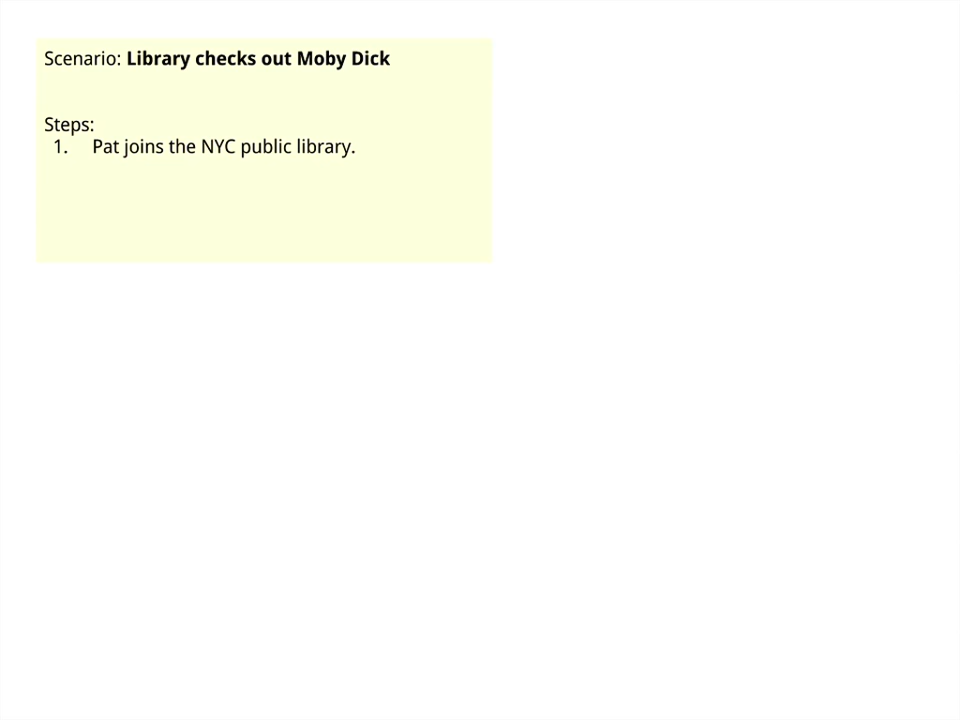 Scenario: Library checks out Moby Dick
Steps:
1. Pat joins the NYC public library.